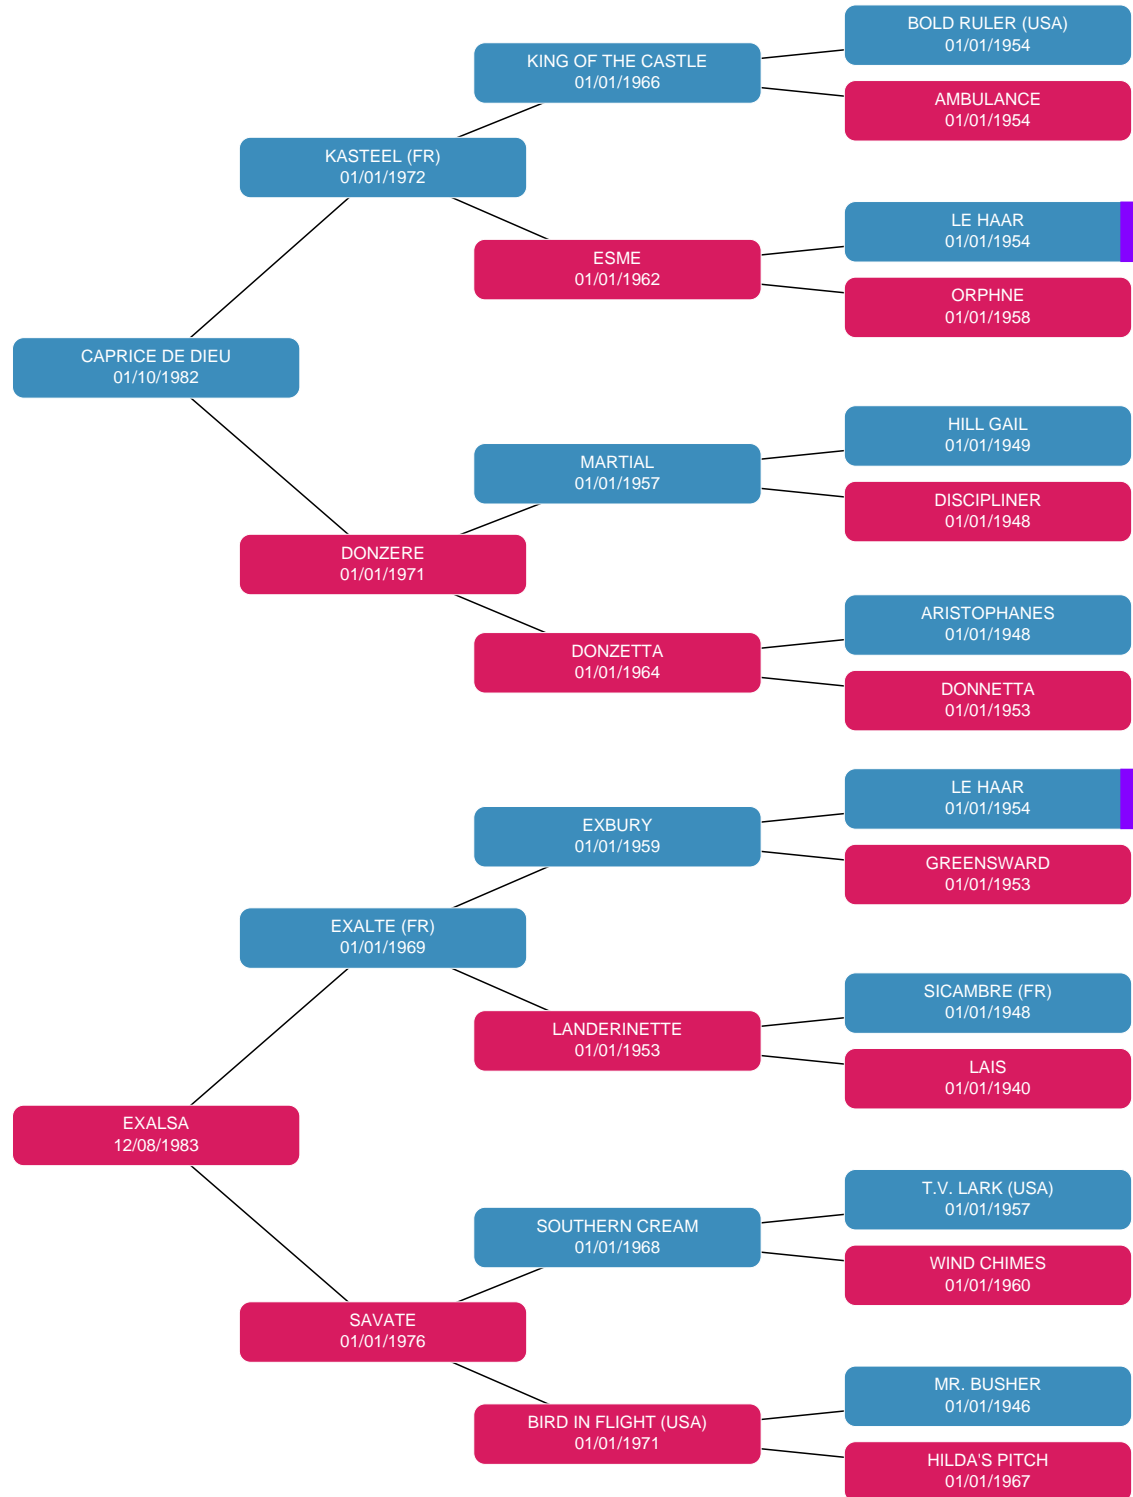 BOLD RULER (USA)
01/01/1954
KING OF THE CASTLE
01/01/1966
AMBULANCE
01/01/1954
KASTEEL (FR)
01/01/1972
LE HAAR
01/01/1954
ESME
01/01/1962
ORPHNE
01/01/1958
CAPRICE DE DIEU
01/10/1982
HILL GAIL
01/01/1949
MARTIAL
01/01/1957
DISCIPLINER
01/01/1948
DONZERE
01/01/1971
ARISTOPHANES
01/01/1948
DONZETTA
01/01/1964
DONNETTA
01/01/1953
LE HAAR
01/01/1954
EXBURY
01/01/1959
GREENSWARD
01/01/1953
EXALTE (FR)
01/01/1969
SICAMBRE (FR)
01/01/1948
LANDERINETTE
01/01/1953
LAIS
01/01/1940
EXALSA
12/08/1983
T.V. LARK (USA)
01/01/1957
SOUTHERN CREAM
01/01/1968
WIND CHIMES
01/01/1960
SAVATE
01/01/1976
MR. BUSHER
01/01/1946
BIRD IN FLIGHT (USA)
01/01/1971
HILDA'S PITCH
01/01/1967